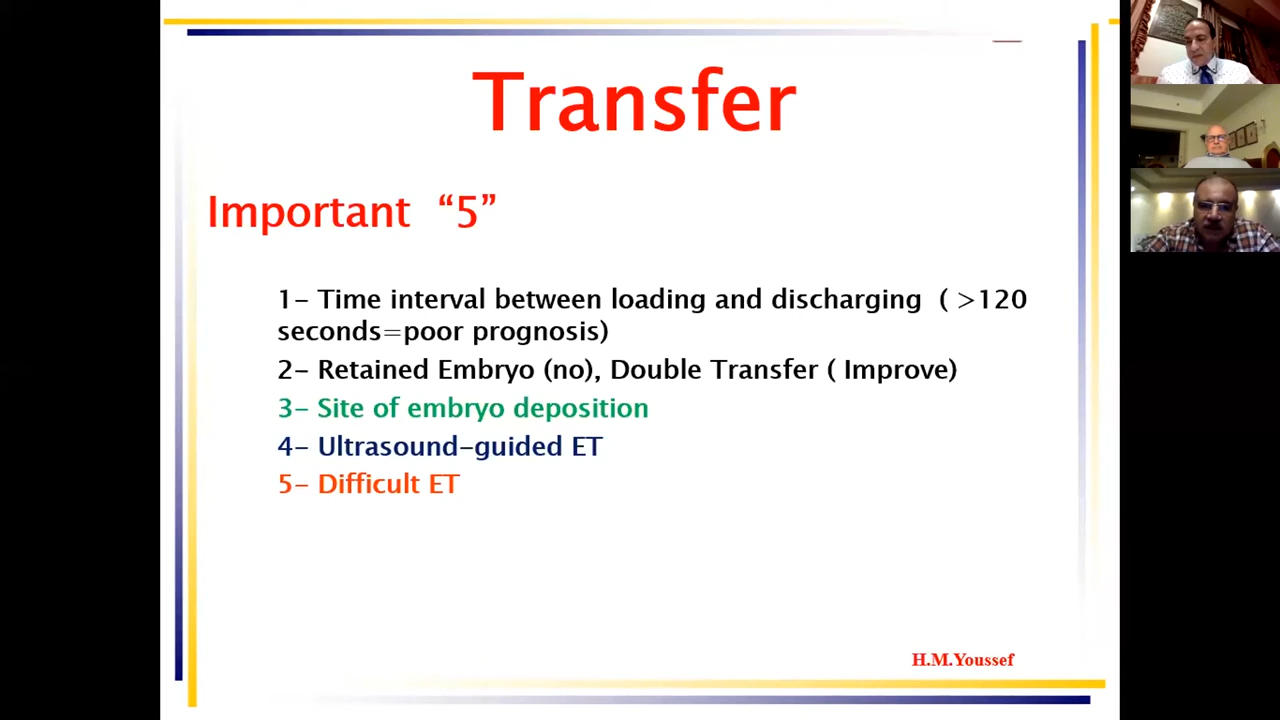 Transfer
Important “5”
1- Time interval between loading and discharging ( >120
seconds=poor prognosis)
2- Retained Embryo (no), Double Transfer ( Improve)
3- Site of embryo deposition
4- Ultrasound-guided ET
5- Difficult ET
H.M.Youssef